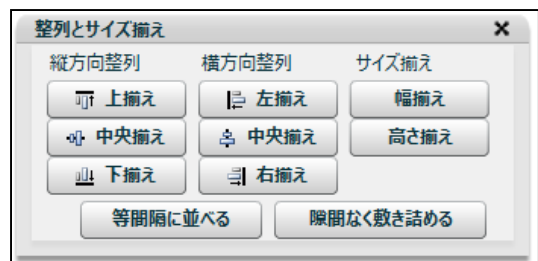 整列とサイズ揃え
縦方向整列 横方向整列 サイズ揃え
上揃え 左揃え 幅揃え
中央揃え 中央揃え 高さ揃え
下揃え 右揃え
等間隔に並べる 隙間なく敷き詰める